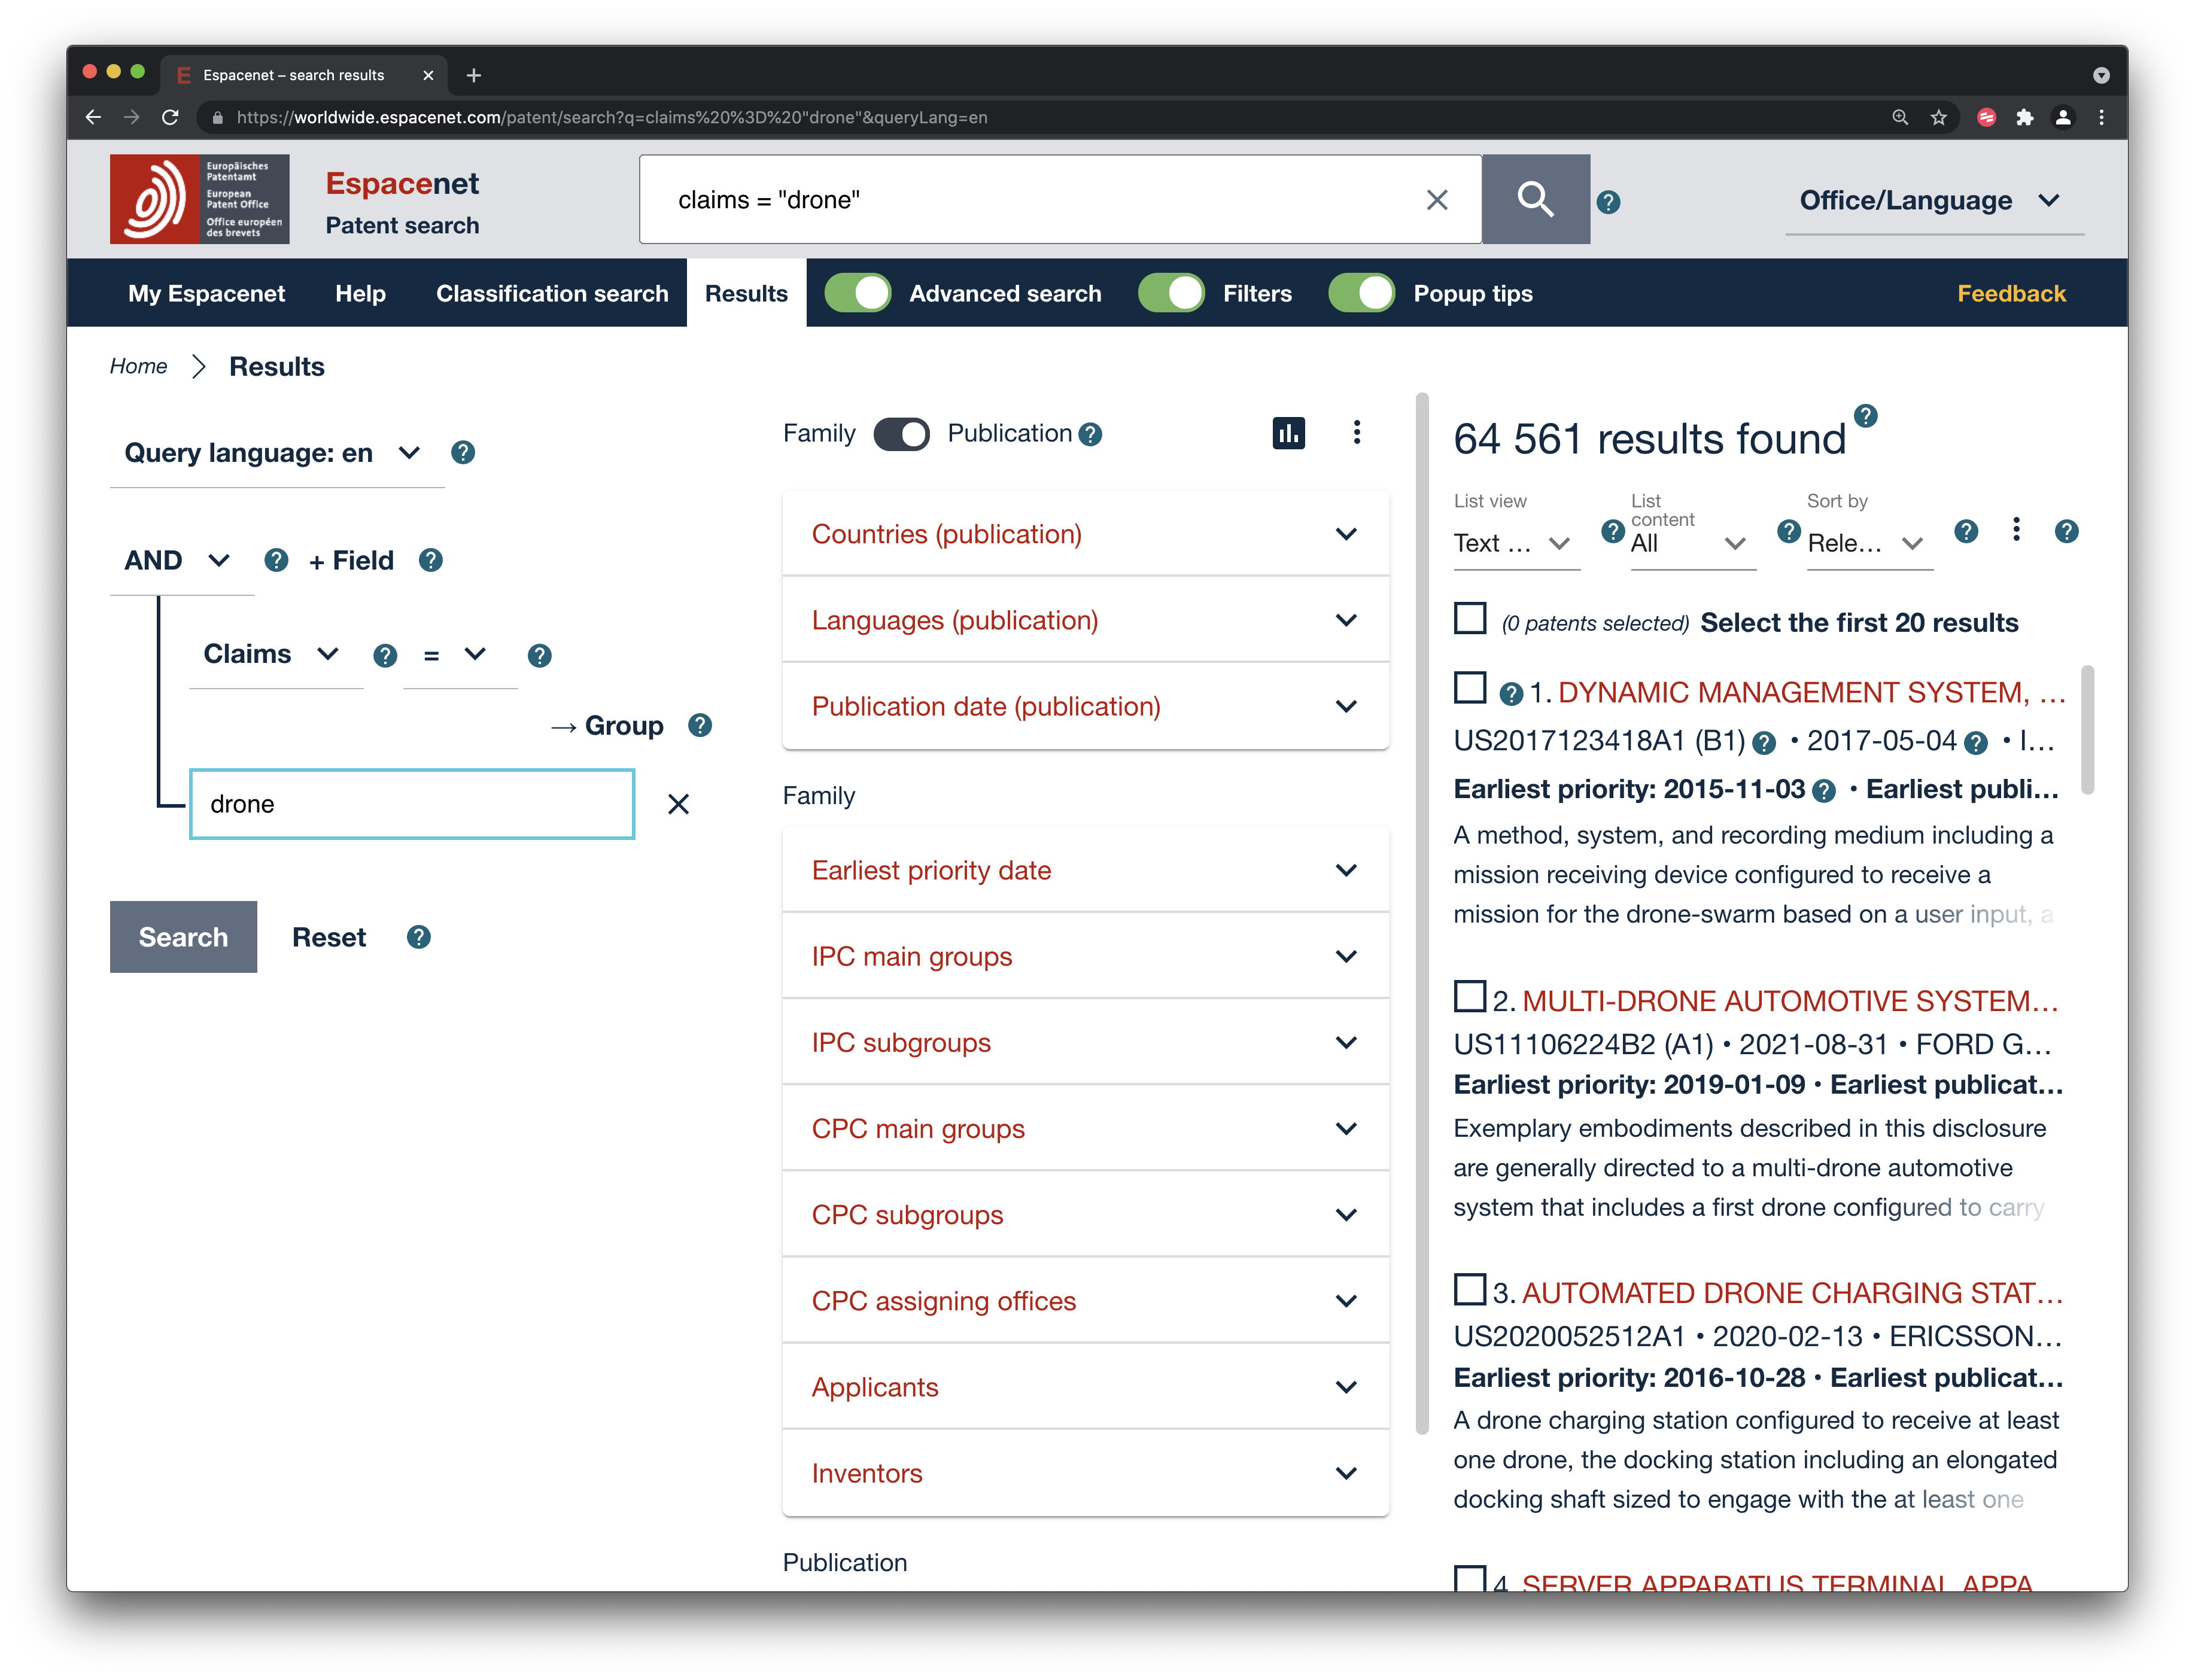 Espacenet – search results
https://worldwide.espacenet.com/patent/search?q=claims%20%3D%20"drone"&queryLang=en
Europäisches
Patentamt
European
Patent Office
Office européen
des brevets
Espacenet
Patent search
claims = "drone"
Office/Language
My Espacenet
Help
Classification search
Results
Advanced search
Filters
Popup tips
Feedback
Home
Results
Query language: en
AND
+ Field
Claims
=
→ Group
drone
Search
Reset
Family
Publication
Countries (publication)
Languages (publication)
Publication date (publication)
Family
Earliest priority date
IPC main groups
IPC subgroups
CPC main groups
CPC subgroups
CPC assigning offices
Applicants
Inventors
Publication
64 561 results found
List view
Text ...
List
content
All
Sort by
Rele...
(0 patents selected) Select the first 20 results
1. DYNAMIC MANAGEMENT SYSTEM, ...
US2017123418A1 (B1) • 2017-05-04 • I...
Earliest priority: 2015-11-03 • Earliest publi...
A method, system, and recording medium including a
mission receiving device configured to receive a
mission for the drone-swarm based on a user input, a
2. MULTI-DRONE AUTOMOTIVE SYSTEM...
US11106224B2 (A1) • 2021-08-31 • FORD G...
Earliest priority: 2019-01-09 • Earliest publicat...
Exemplary embodiments described in this disclosure
are generally directed to a multi-drone automotive
system that includes a first drone configured to carry
3. AUTOMATED DRONE CHARGING STAT...
US2020052512A1 • 2020-02-13 • ERICSSON...
Earliest priority: 2016-10-28 • Earliest publicat...
A drone charging station configured to receive at least
one drone, the docking station including an elongated
docking shaft sized to engage with the at least one
4. SERVER APPARATUS TERMINAL APPA